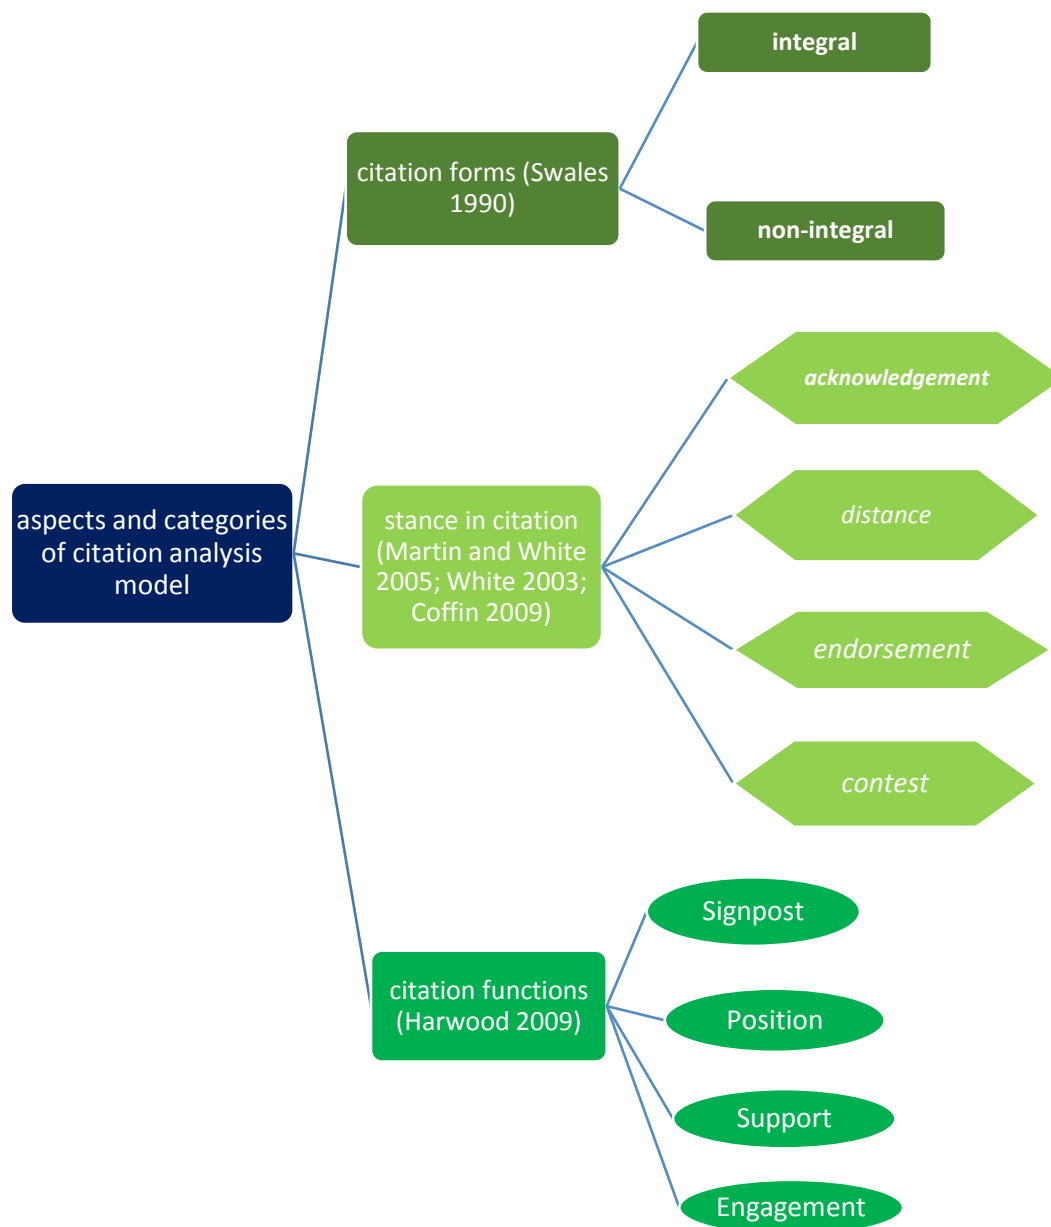 integral
citation forms (Swales
1990)
non-integral
acknowledgement
distance
aspects and categories
of citation analysis
model
stance in citation
(Martin and White
2005; White 2003;
Coffin 2009)
endorsement
contest
Signpost
citation functions
(Harwood 2009)
Position
Support
Engagement